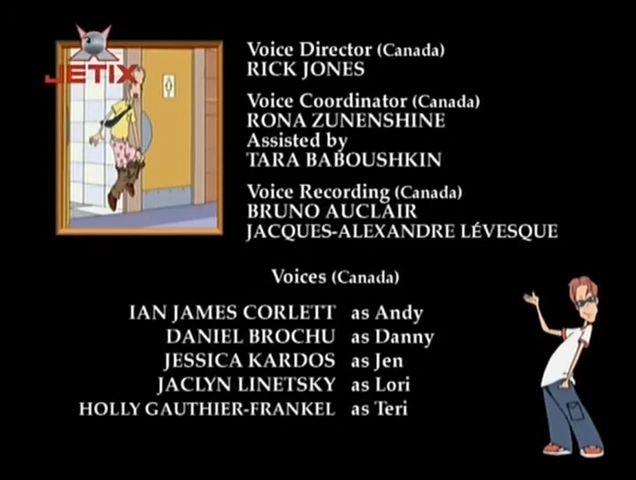 JETIX
Voice Director (Canada)
RICK JONES
Voice Coordinator (Canada)
RONA ZUNENSHINE
Assisted by
TARA BABOUSHKIN
Voice Recording (Canada)
BRUNO AUCLAIR
JACQUES-ALEXANDRE LÉVESQUE
Voices (Canada)
IAN JAMES CORLETT as Andy
DANIEL BROCHU as Danny
JESSICA KARDOS as Jen
JACLYN LINETSKY as Lori
HOLLY GAUTHIER-FRANKEL as Teri